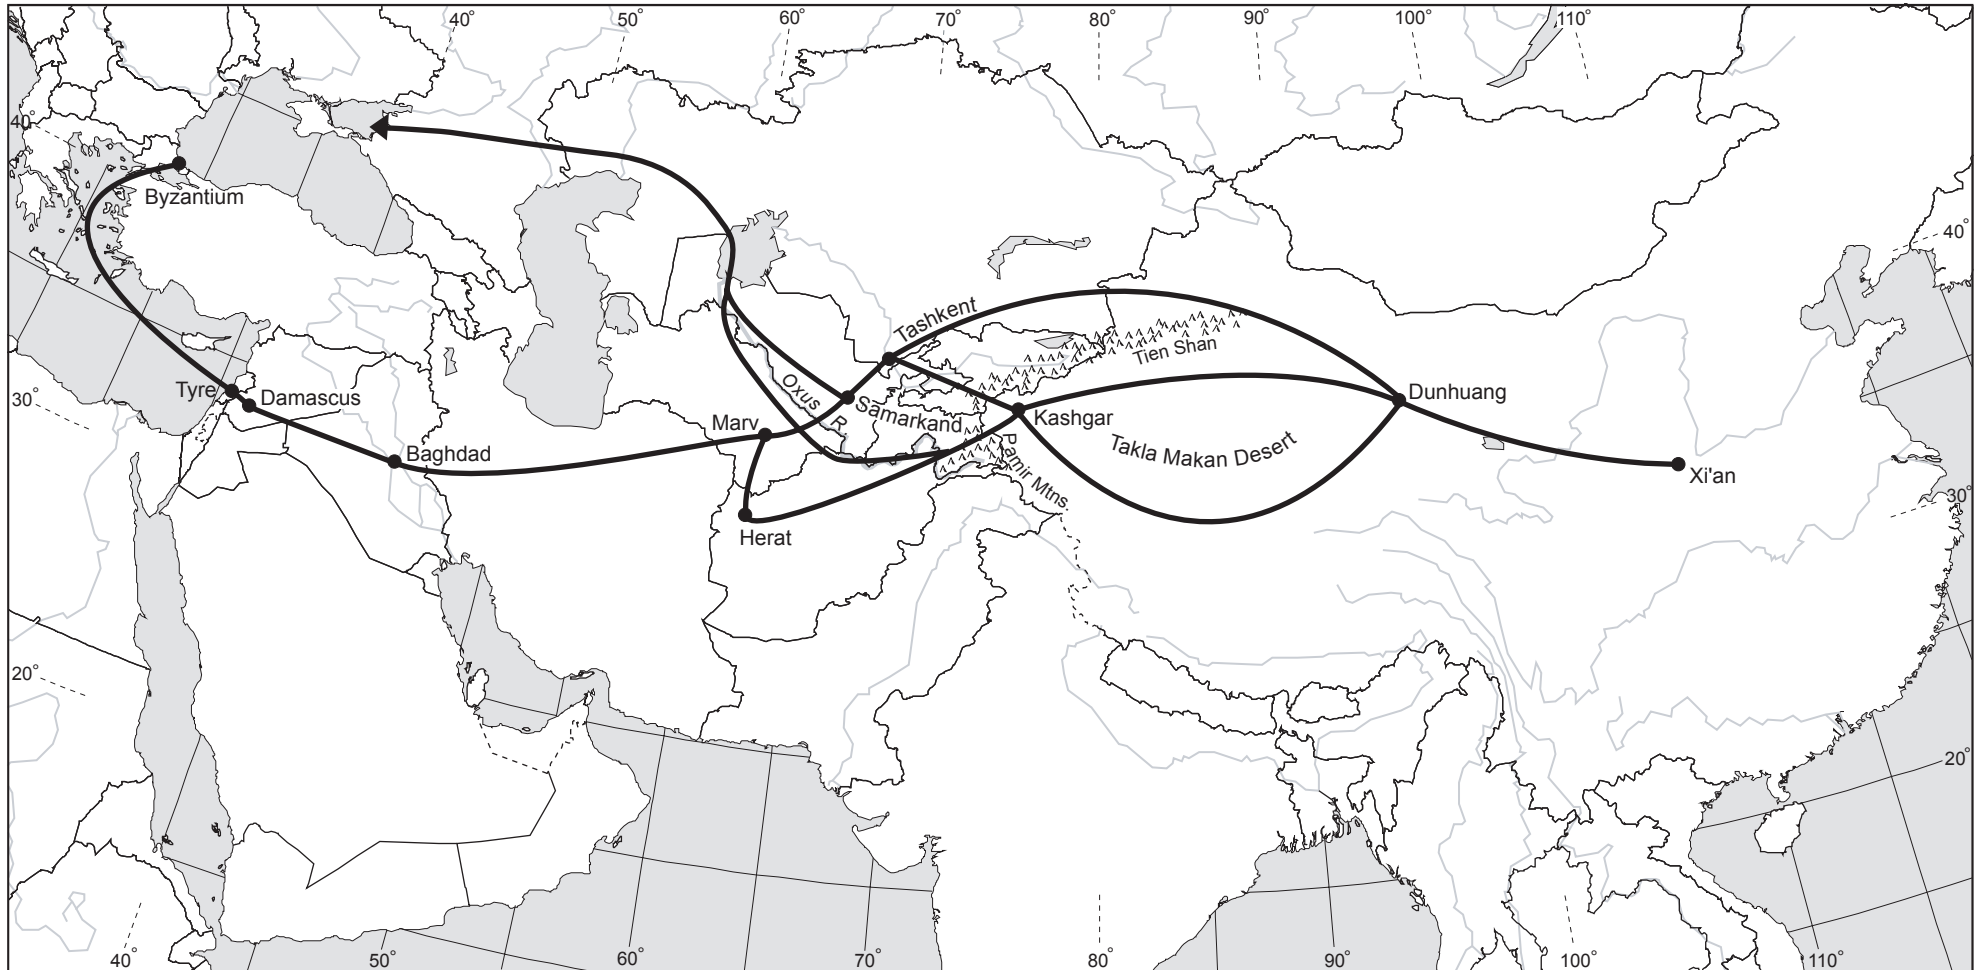 40° 50° 60° 70° 80° 90° 100° 110°
40°
Byzantium
40°
Tashkent
Tien Shan
Tyre
Damascus
Oxus R.
Samarkand
Dunhuang
30°
Marv
Kashgar
Baghdad
Takla Makan Desert
Pamir Mtns.
Xi'an
30°
Herat
20°
20°
40° 50° 60° 70° 80° 90° 100° 110°